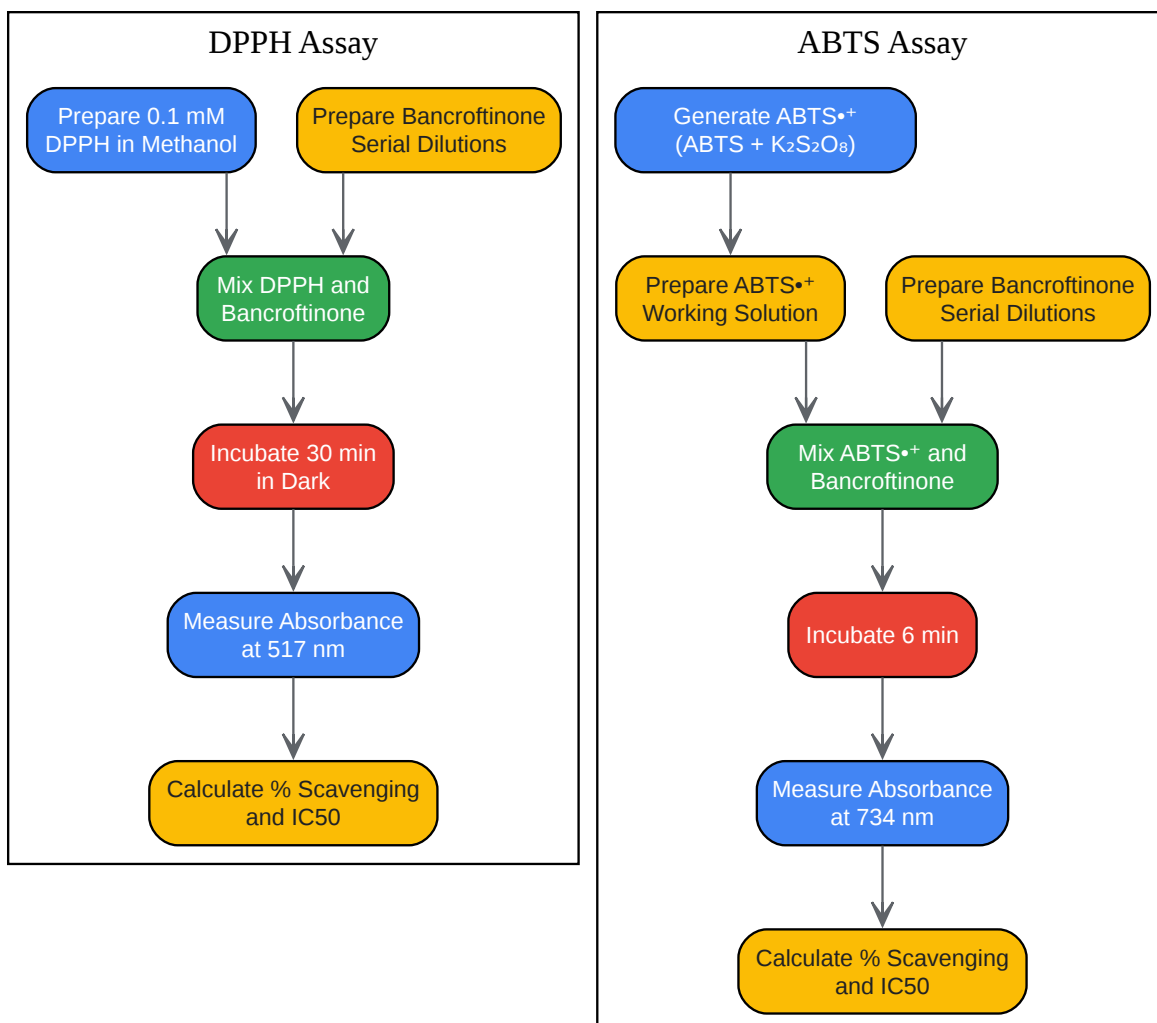 DPPH Assay
Prepare 0.1 mM
DPPH in Methanol
Prepare Bancroftinone
Serial Dilutions
Mix DPPH and
Bancroftinone
Incubate 30 min
in Dark
Measure Absorbance
at 517 nm
Calculate % Scavenging
and IC50
ABTS Assay
Generate ABTS•⁺
(ABTS + K₂S₂O₈)
Prepare ABTS•⁺
Working Solution
Prepare Bancroftinone
Serial Dilutions
Mix ABTS•⁺ and
Bancroftinone
Incubate 6 min
Measure Absorbance
at 734 nm
Calculate % Scavenging
and IC50